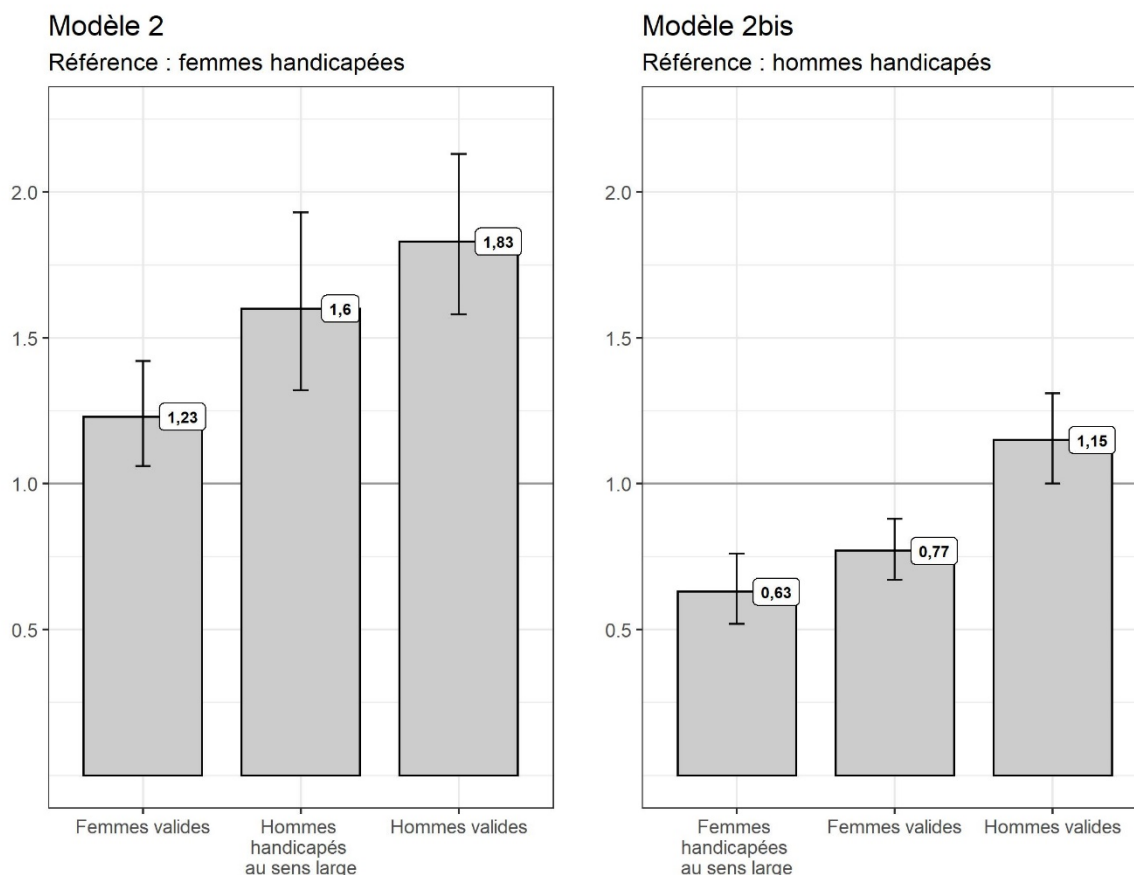 Modèle 2
Référence : femmes handicapées
2.0
1.5
1.0
0.5
1,23
1,6
1,83
Femmes valides
Hommes
handicapés
au sens large
Hommes valides
Modèle 2bis
Référence : hommes handicapés
2.0
1.5
1.0
0.5
0,63
0,77
1,15
Femmes
handicapées
au sens large
Femmes valides
Hommes valides